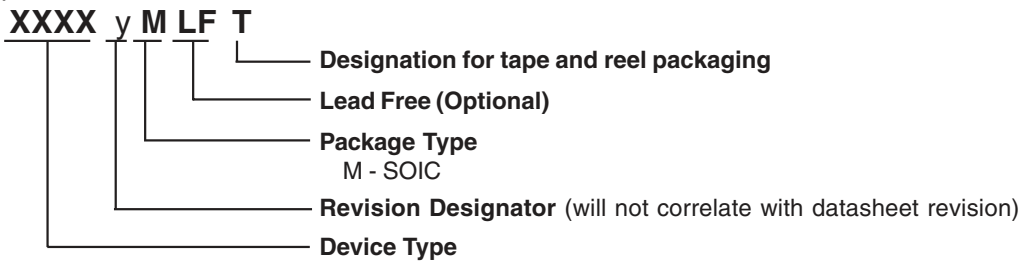 XXXX y M LF T
Designation for tape and reel packaging
Lead Free (Optional)
Package Type
M - SOIC
Revision Designator (will not correlate with datasheet revision)
Device Type